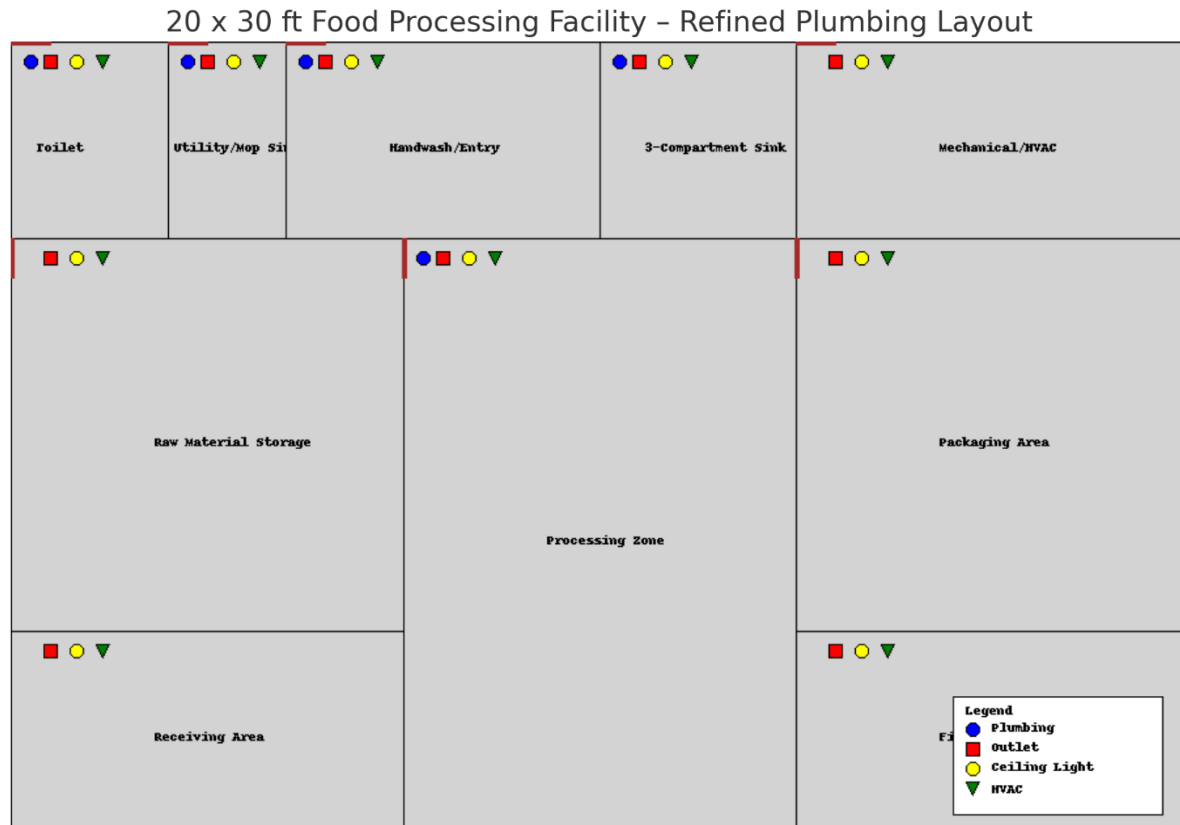 20 x 30 ft Food Processing Facility – Refined Plumbing Layout
Toilet
Utility/Mop Si
Handwash/Entry
3-Compartment Sink
Mechanical/HVAC
Raw Material Storage
Packaging Area
Processing Zone
Receiving Area
Fi
Legend
Plumbing
Outlet
Ceiling Light
HVAC